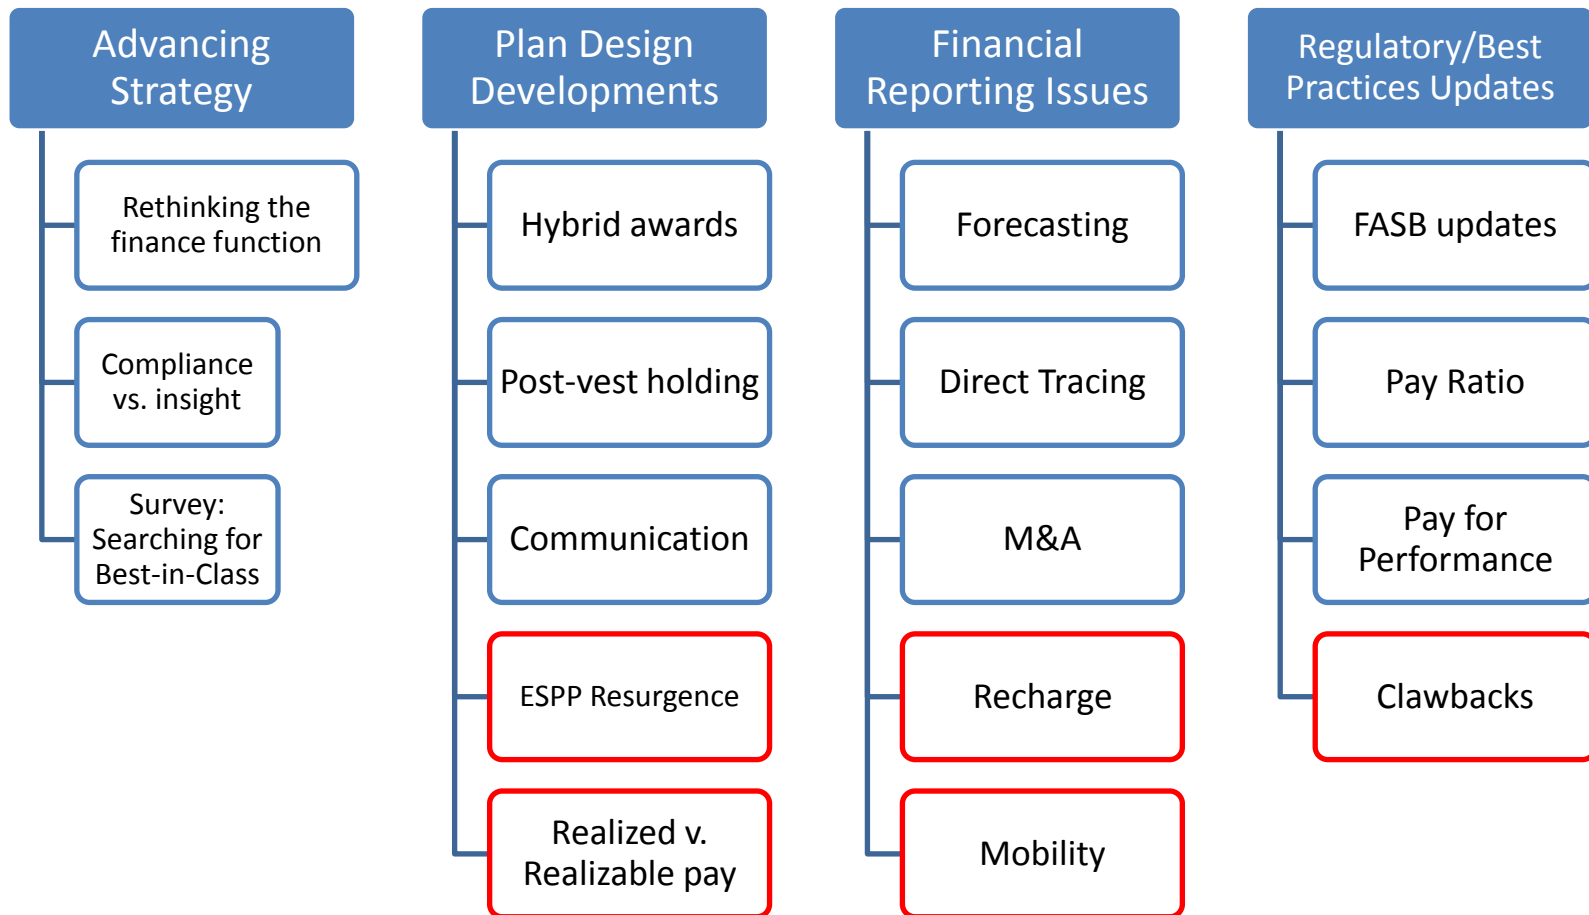 Advancing
Strategy
Rethinking the
finance function
Compliance
vs. insight
Survey:
Searching for
Best-in-Class
Plan Design
Developments
Hybrid awards
Post-vest holding
Communication
ESPP Resurgence
Realized v.
Realizable pay
Financial
Reporting Issues
Forecasting
Direct Tracing
M&A
Recharge
Mobility
Regulatory/Best
Practices Updates
FASB updates
Pay Ratio
Pay for
Performance
Clawbacks